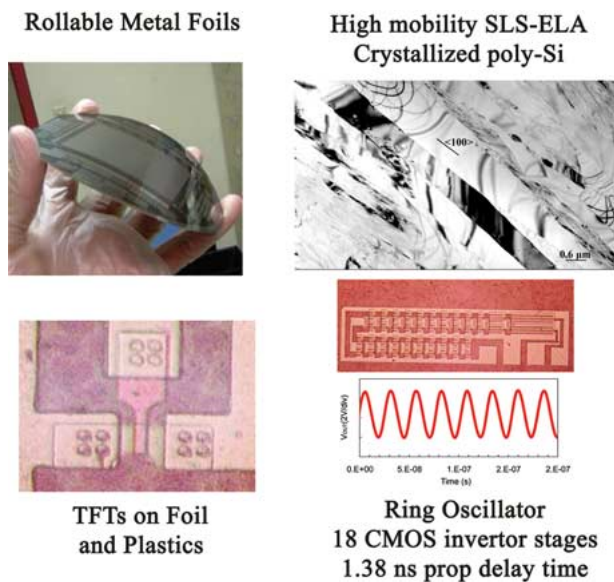 Rollable Metal Foils
High mobility SLS-ELA
Crystallized poly-Si
<100>
0.6 μm
TFTs on Foil
and Plastics
VOUT(2V/div)
0.E+00 5.E-08 1.E-07 2.E-07 2.E-07
Time (s)
Ring Oscillator
18 CMOS invertor stages
1.38 ns prop delay time